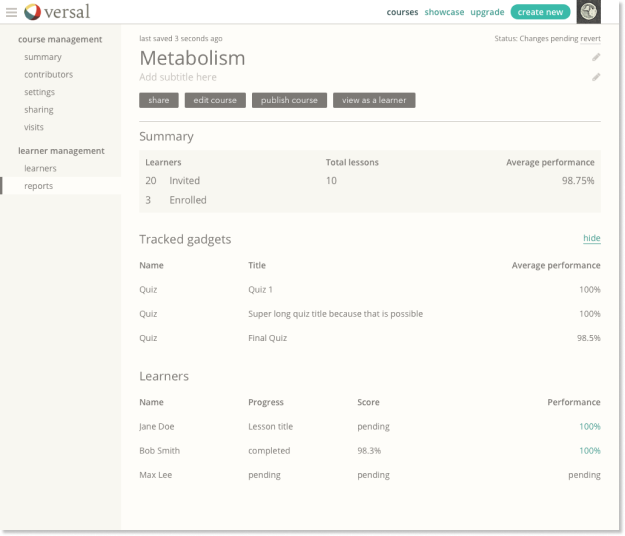 versal
courses showcase upgrade create new
course management
summary
contributors
settings
sharing
visits
learner management
learners
reports
last saved 3 seconds ago
Status: Changes pending revert
Metabolism
Add subtitle here
share edit course publish course view as a learner
Summary
Learners Total lessons Average performance
20 Invited 10 98.75%
3 Enrolled
Tracked gadgets hide
Name Title Average performance
Quiz Quiz 1 100%
Quiz Super long quiz title because that is possible 100%
Quiz Final Quiz 98.5%
Learners
Name Progress Score Performance
Jane Doe Lesson title pending 100%
Bob Smith completed 98.3% 100%
Max Lee pending pending pending